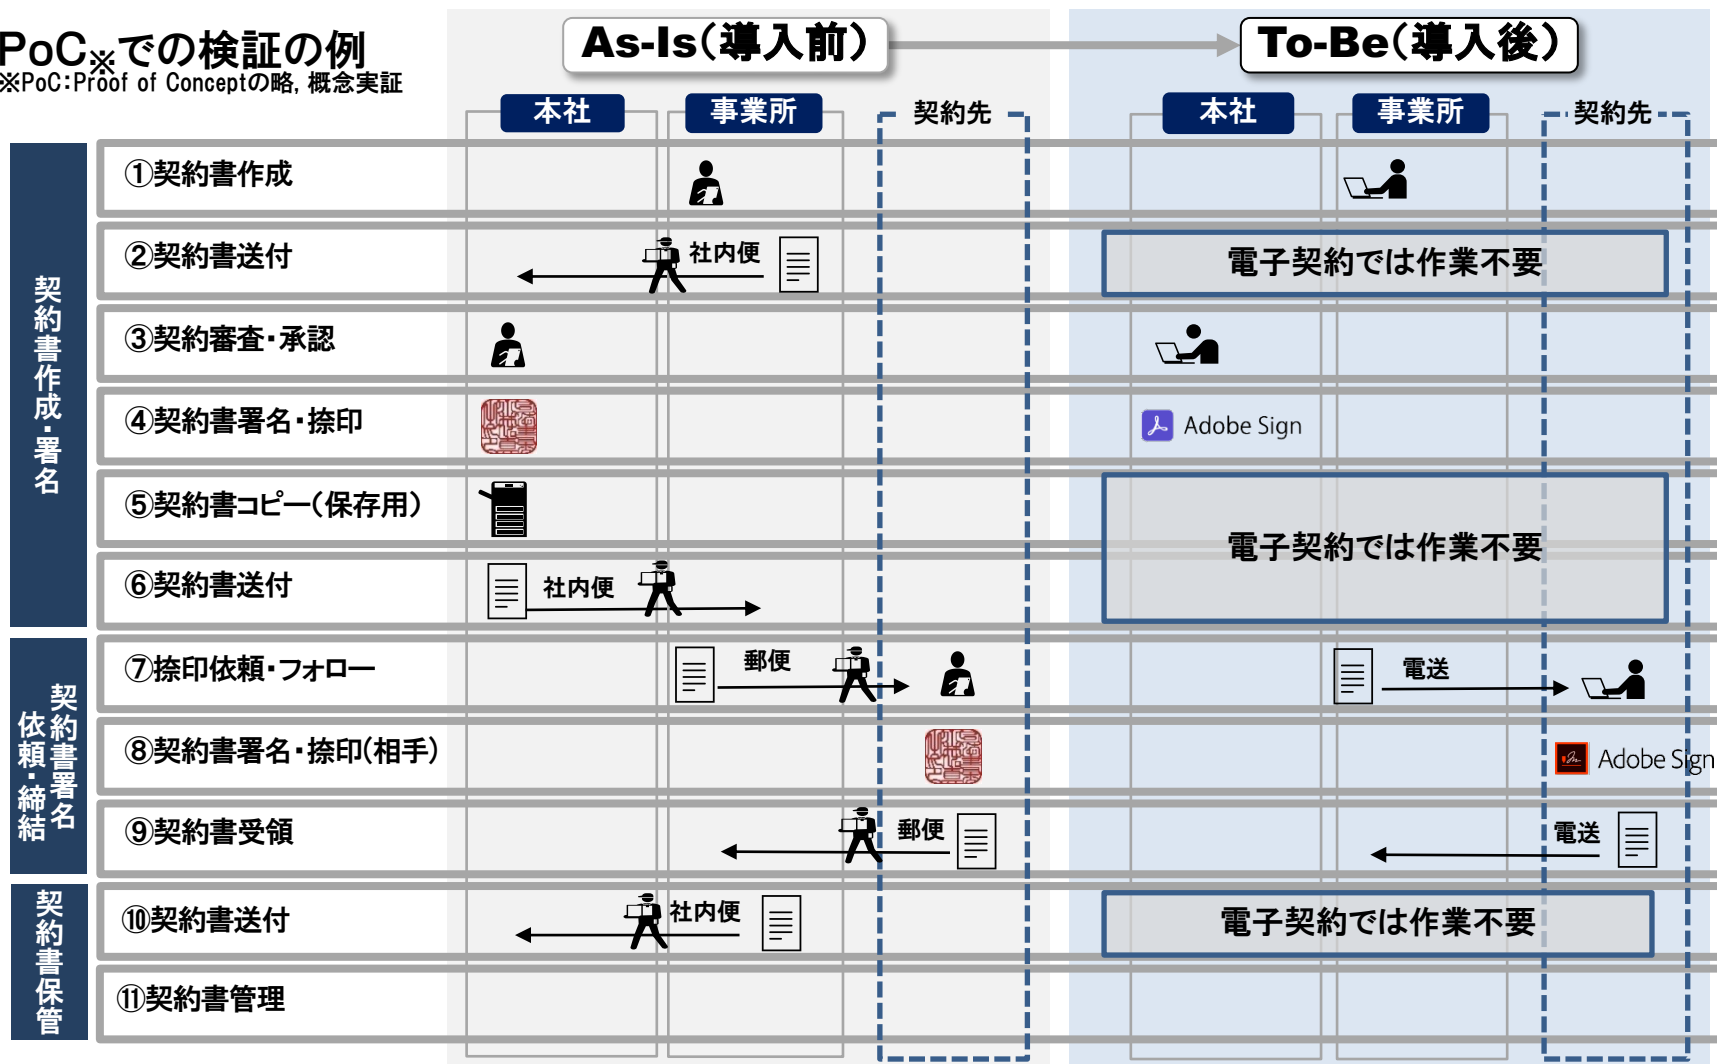 PoC※での検証の例
※PoC:Proof of Conceptの略, 概念実証
As-Is(導入前)
To-Be(導入後)
本社
事業所
契約先
本社
事業所
契約先
契約書作成・署名
①契約書作成
②契約書送付
社内便
電子契約では作業不要
③契約審査・承認
④契約書署名・捺印
Adobe Sign
⑤契約書コピー(保存用)
電子契約では作業不要
⑥契約書送付
社内便
契約書署名
依頼・締結
⑦捺印依頼・フォロー
郵便
電送
⑧契約書署名・捺印(相手)
Adobe Sign
⑨契約書受領
郵便
電送
契約書保管
⑩契約書送付
社内便
電子契約では作業不要
⑪契約書管理